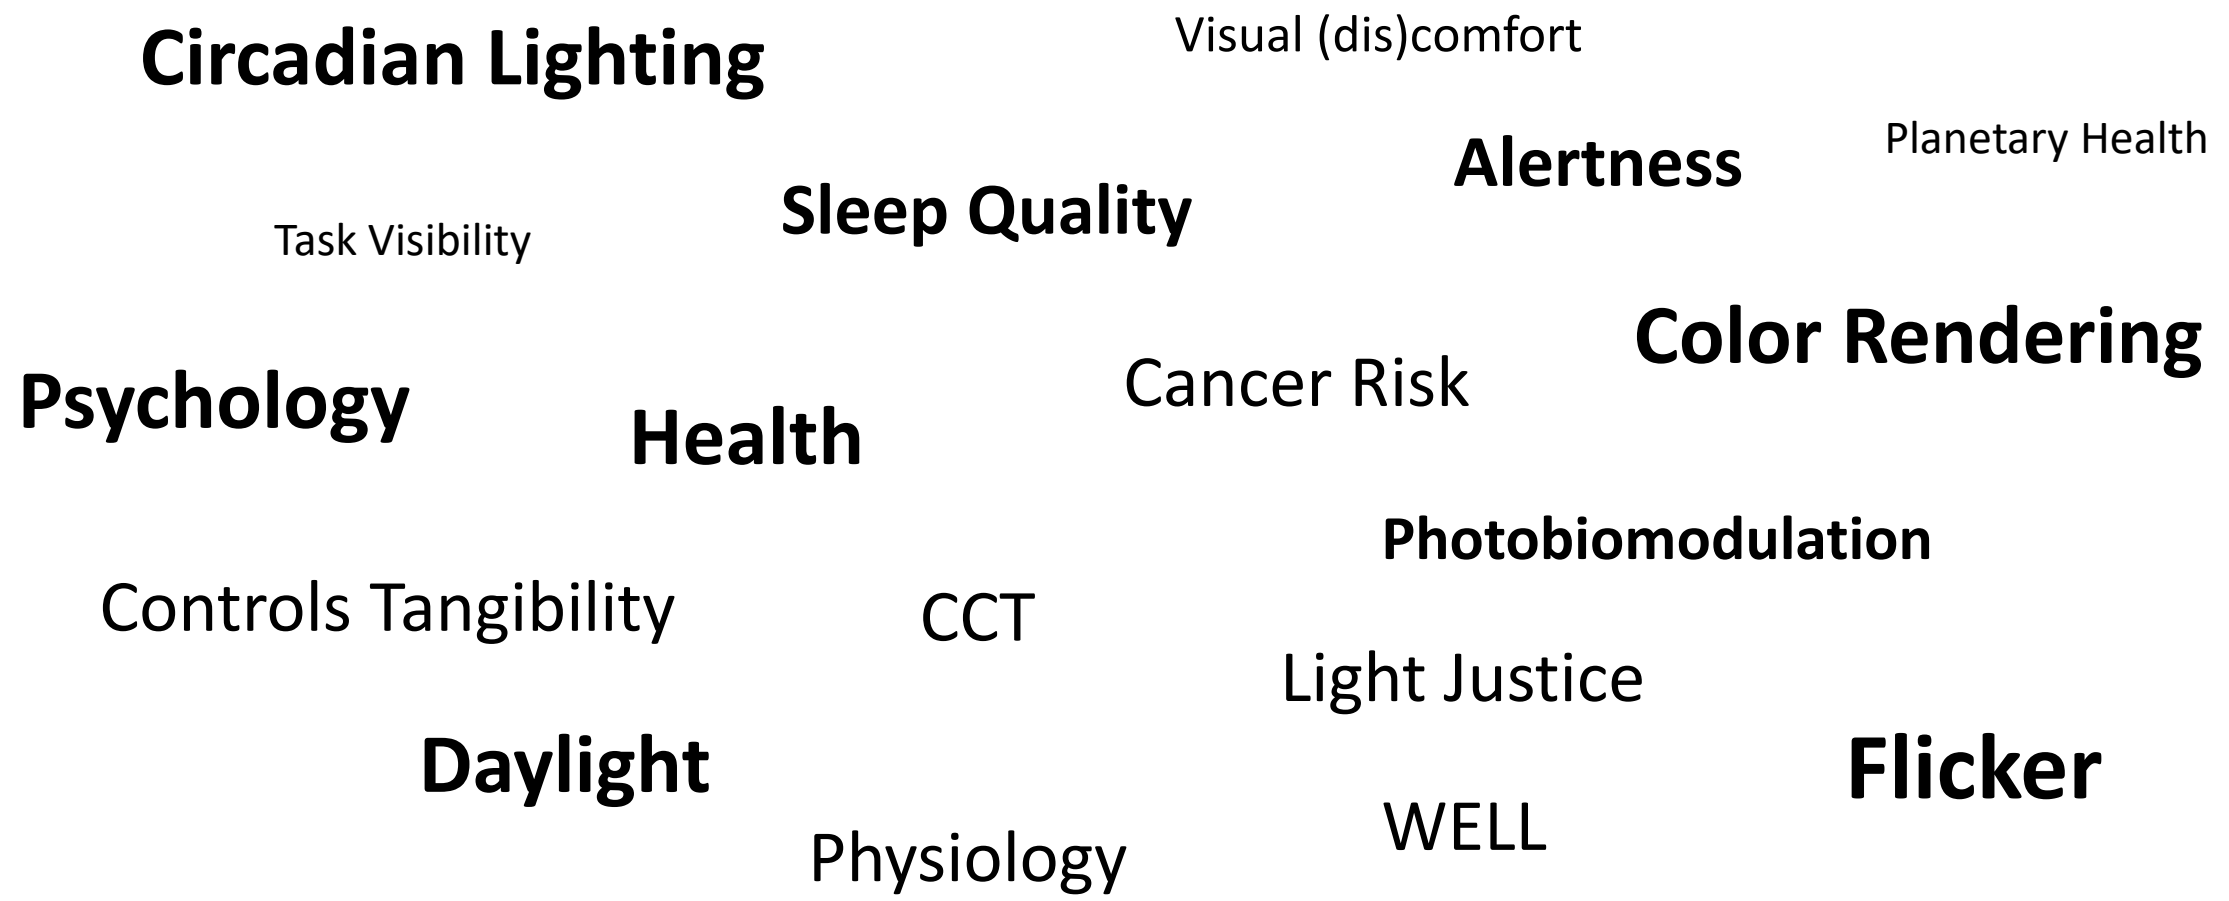 Circadian Lighting
Visual (dis)comfort
Alertness
Planetary Health
Sleep Quality
Task Visibility
Color Rendering
Cancer Risk
Psychology
Health
Photobiomodulation
Controls Tangibility
CCT
Light Justice
Daylight
Flicker
WELL
Physiology